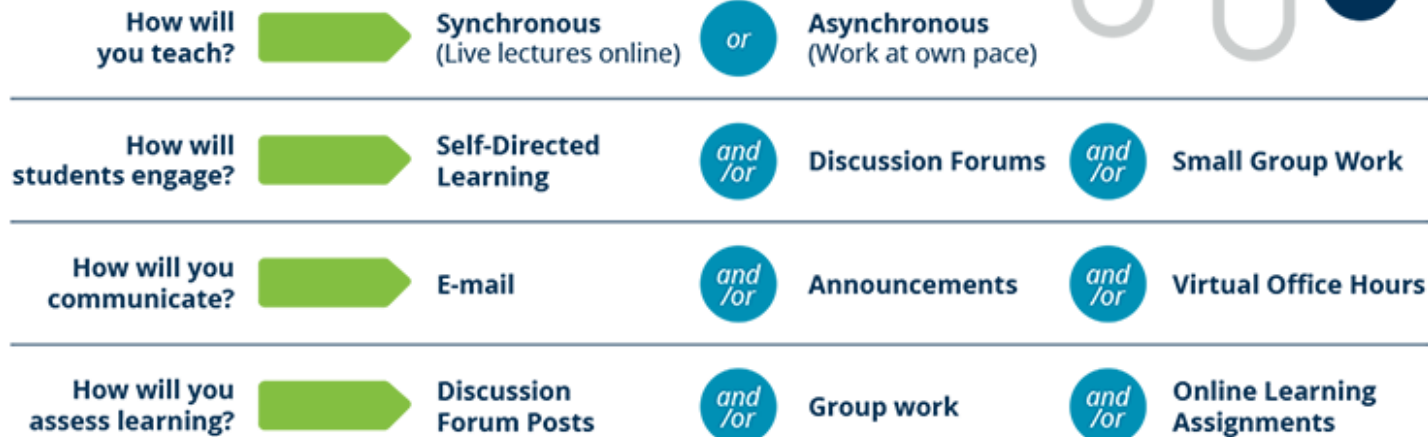 How will
you teach?
Synchronous
(Live lectures online)
or
Asynchronous
(Work at own pace)
How will
students engage?
Self-Directed
Learning
and
/or
Discussion Forums
and
/or
Small Group Work
How will you
communicate?
E-mail
and
/or
Announcements
and
/or
Virtual Office Hours
How will you
assess learning?
Discussion
Forum Posts
and
/or
Group work
and
/or
Online Learning
Assignments